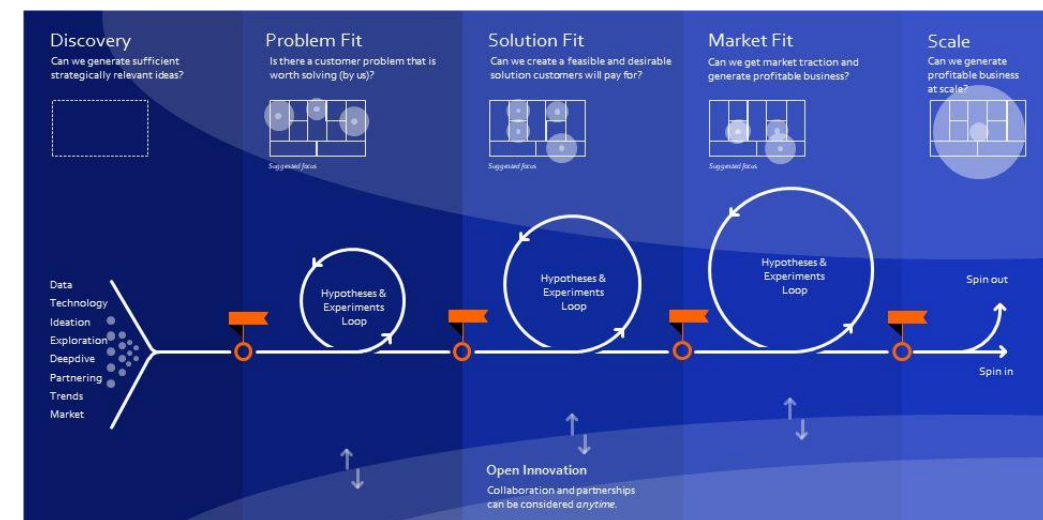 Discovery
Can we generate sufficient
strategically relevant ideas?
Problem Fit
Is there a customer problem that is
worth solving (by us)?
Suggested focus
Solution Fit
Can we create a feasible and desirable
solution customers will pay for?
Suggested focus
Market Fit
Can we get market traction and
generate profitable business?
Suggested focus
Scale
Can we generate
profitable business
at scale?
Data
Technology
Ideation
Exploration
Deepdive
Partnering
Trends
Market
Hypotheses &
Experiments
Loop
Hypotheses &
Experiments
Loop
Hypotheses &
Experiments
Loop
Spin out
Spin in
Open Innovation
Collaboration and partnerships
can be considered anytime.